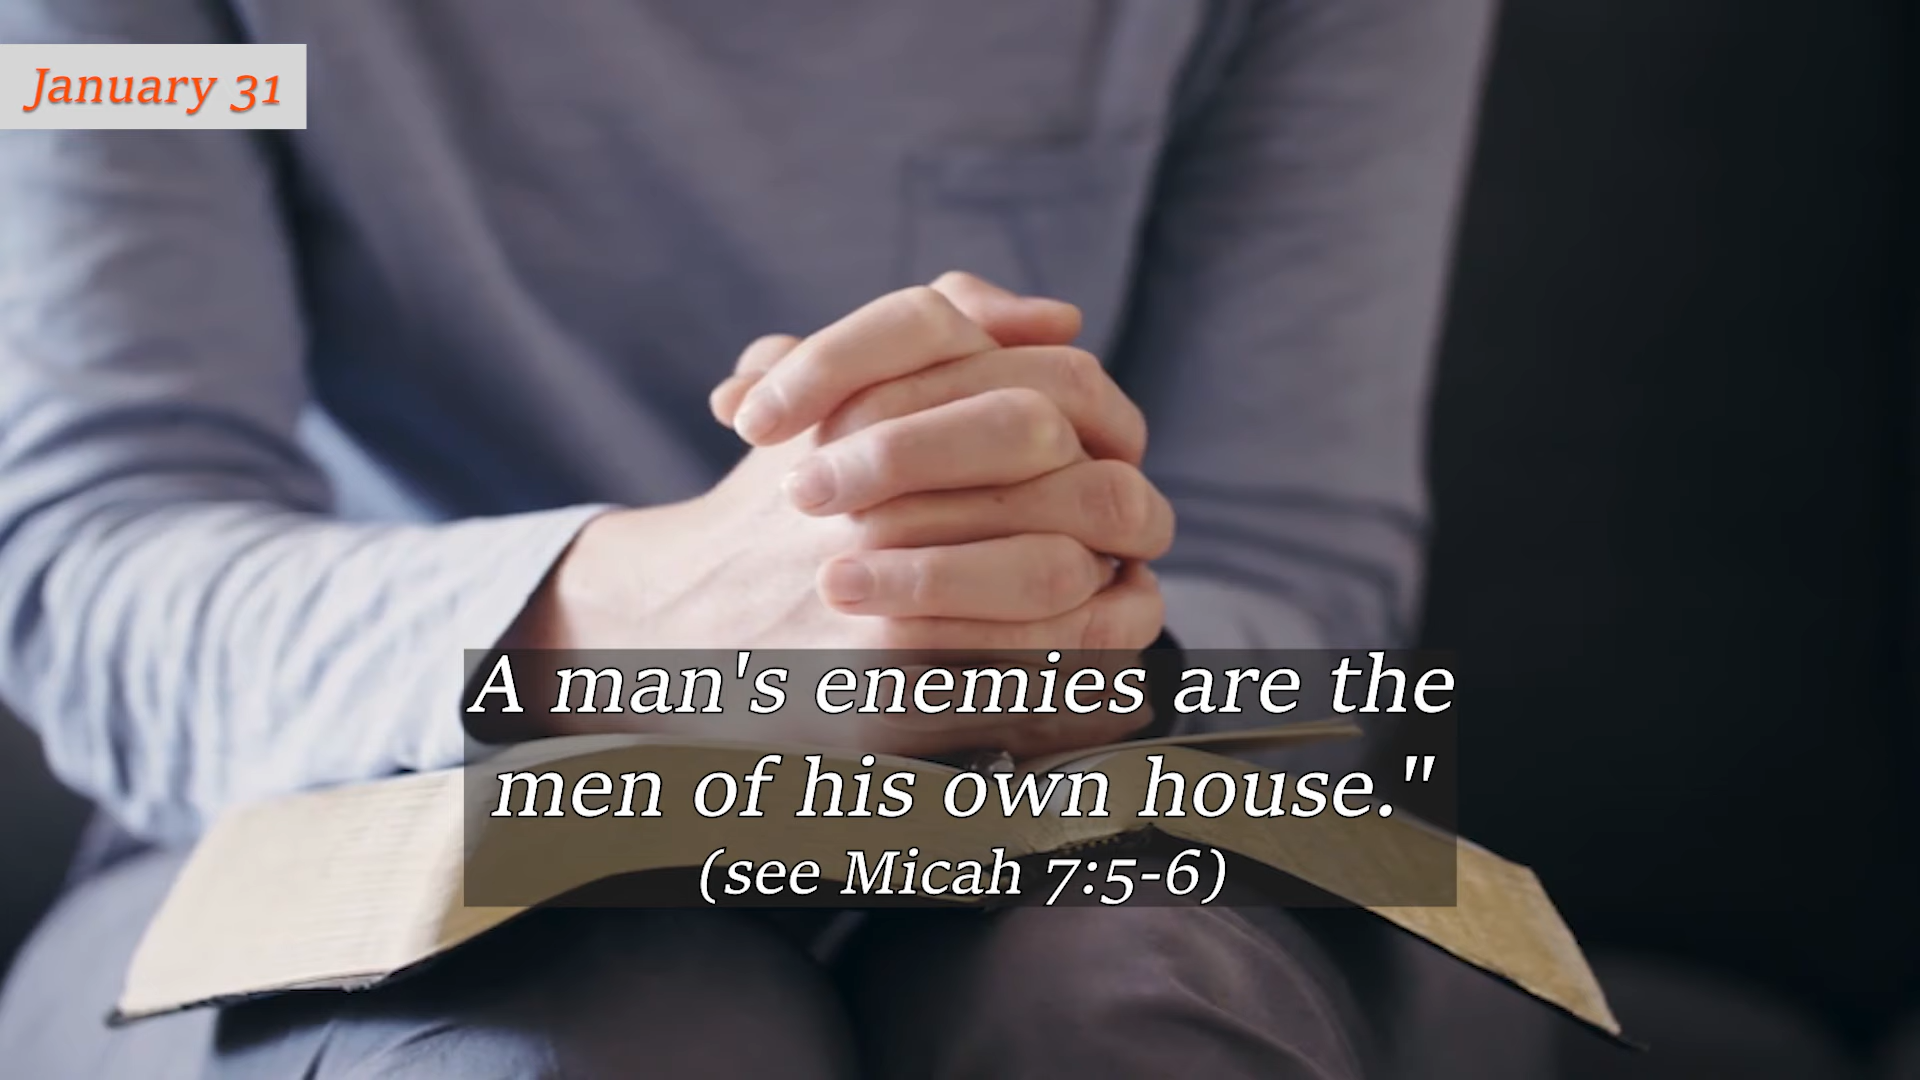 January 31
A man's enemies are the
men of his own house."
(see Micah 7:5-6)